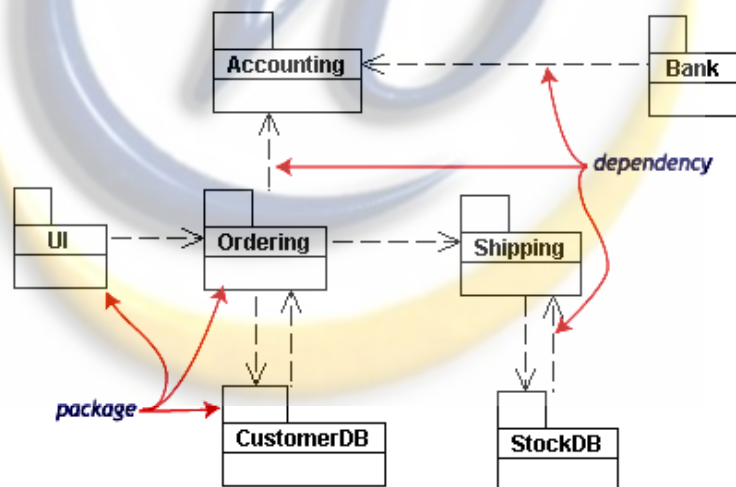 Accounting
Bank
dependency
UI
Ordering
Shipping
package
CustomerDB
StockDB